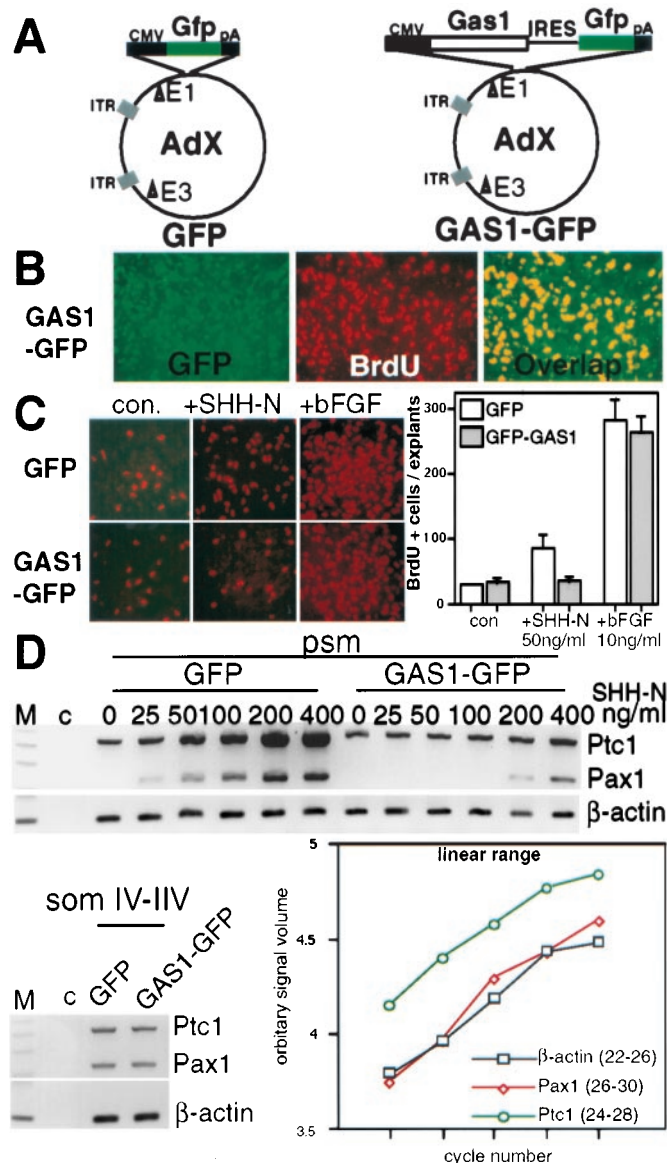 A
CMV Gfp pA
CMV Gas1 IRES Gfp pA
ΔE1
ITR
AdX
ITR
ΔE3
GFP
ΔE1
ITR
AdX
ITR
ΔE3
GAS1-GFP
B
GAS1
-GFP
GFP
BrdU
Overlap
C
con. +SHH-N +bFGF
GFP
GAS1
-GFP
BrdU + cells / explants
300
200
100
0
GFP
GFP-GAS1
con
+SHH-N
50ng/ml
+bFGF
10ng/ml
D
psm
GFP GAS1-GFP
SHH-N
M c 0 25 50 100 200 400 0 25 50 100 200 400 ng/ml
Ptc1
Pax1
β-actin
som IV-IIV
M c GFP GAS1-GFP
Ptc1
Pax1
β-actin
linear range
orbitary signal volume
5
4.5
4
3.5
β-actin (22-26)
Pax1 (26-30)
Ptc1 (24-28)
cycle number